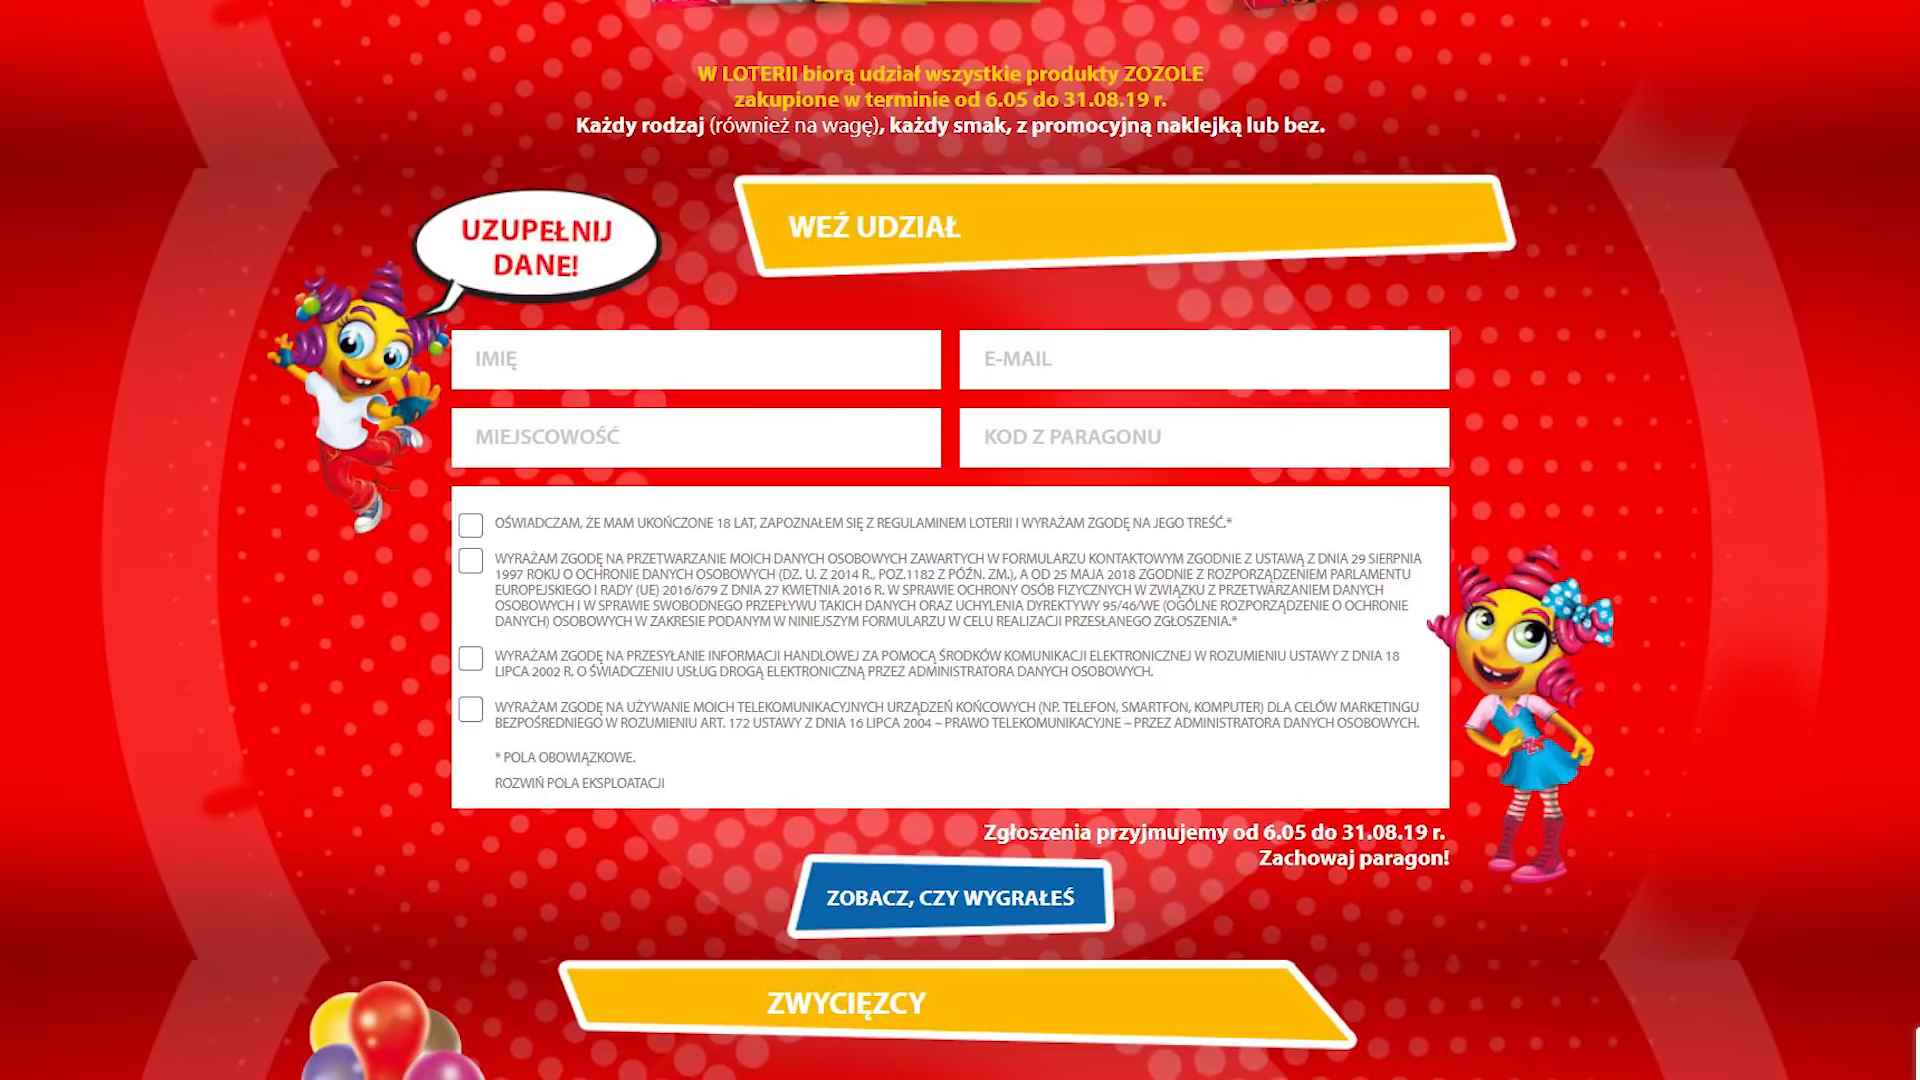 W LOTERII biorą udział wszystkie produkty ZOZOLE
zakupione w terminie od 6.05 do 31.08.19 r.
Każdy rodzaj (również na wagę), każdy smak, z promocyjną naklejką lub bez.
UZUPEŁNIJ
DANE!
WEŹ UDZIAŁ
IMIĘ
E-MAIL
MIEJSCOWOŚĆ
KOD Z PARAGONU
OŚWIADCZAM, ŻE MAM UKOŃCZONE 18 LAT, ZAPOZNAŁEM SIĘ Z REGULAMINEM LOTERII I WYRAŻAM ZGODĘ NA JEGO TREŚĆ.*
WYRAŻAM ZGODĘ NA PRZETWARZANIE MOICH DANYCH OSOBOWYCH ZAWARTYCH W FORMULARZU KONTAKTOWYM ZGODNIE Z USTAWĄ Z DNIA 29 SIERPNIA
1997 ROKU O OCHRONIE DANYCH OSOBOWYCH (DZ. U. Z 2014 R., POZ.1182 Z PÓŹN. ZM.), A OD 25 MAJA 2018 ZGODNIE Z ROZPORZĄDZENIEM PARLAMENTU
EUROPEJSKIEGO I RADY (UE) 2016/679 Z DNIA 27 KWIETNIA 2016 R. W SPRAWIE OCHRONY OSÓB FIZYCZNYCH W ZWIĄZKU Z PRZETWARZANIEM DANYCH
OSOBOWYCH I W SPRAWIE SWOBODNEGO PRZEPŁYWU TAKICH DANYCH ORAZ UCHYLENIA DYREKTYWY 95/46/WE (OGÓLNE ROZPORZĄDZENIE O OCHRONIE
DANYCH) OSOBOWYCH W ZAKRESIE PODANYM W NINIEJSZYM FORMULARZU W CELU REALIZACJI PRZESŁANEGO ZGŁOSZENIA.*
WYRAŻAM ZGODĘ NA PRZESYŁANIE INFORMACJI HANDLOWEJ ZA POMOCĄ ŚRODKÓW KOMUNIKACJI ELEKTRONICZNEJ W ROZUMIENIU USTAWY Z DNIA 18
LIPCA 2002 R. O ŚWIADCZENIU USŁUG DROGĄ ELEKTRONICZNĄ PRZEZ ADMINISTRATORA DANYCH OSOBOWYCH.
WYRAŻAM ZGODĘ NA UŻYWANIE MOICH TELEKOMUNIKACYJNYCH URZĄDZEŃ KOŃCOWYCH (NP. TELEFON, SMARTFON, KOMPUTER) DLA CELÓW MARKETINGU
BEZPOŚREDNIEGO W ROZUMIENIU ART. 172 USTAWY Z DNIA 16 LIPCA 2004 – PRAWO TELEKOMUNIKACYJNE – PRZEZ ADMINISTRATORA DANYCH OSOBOWYCH.
* POLA OBOWIĄZKOWE.
ROZWIŃ POLA EKSPLOATACJI
Zgłoszenia przyjmujemy od 6.05 do 31.08.19 r.
Zachowaj paragon!
ZOBACZ, CZY WYGRAŁEŚ
ZWYCIĘZCY